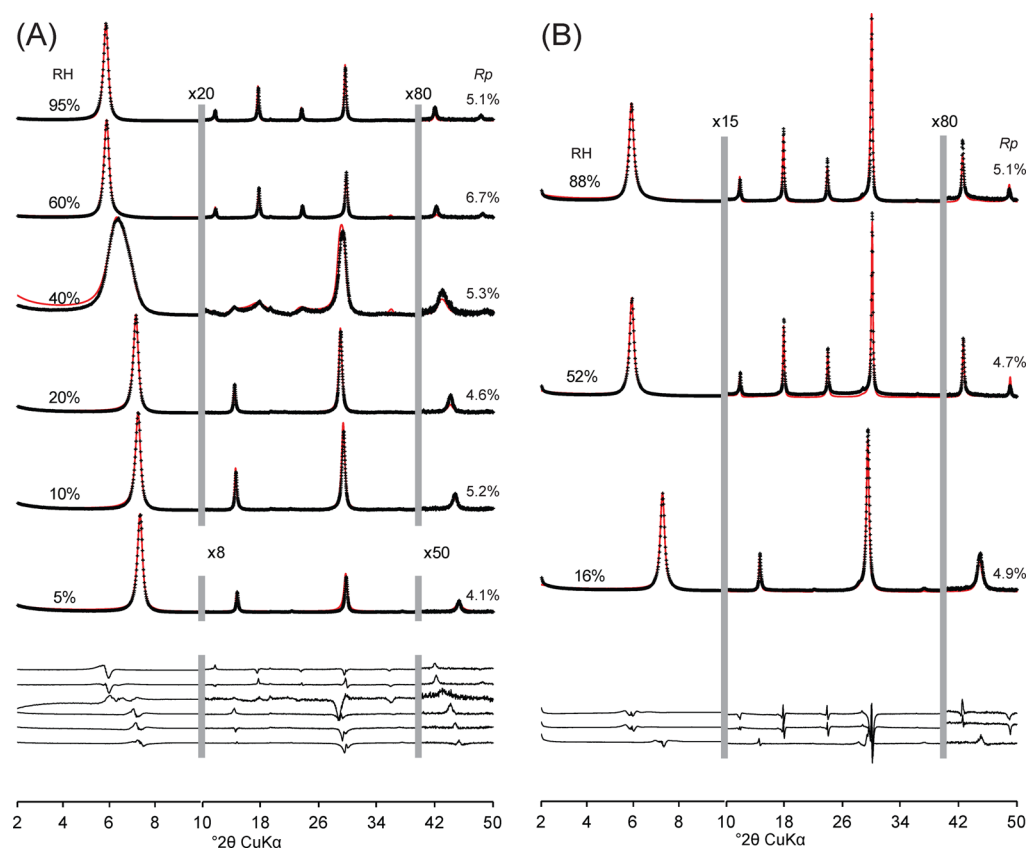 (A)
RH
Rp
95%
x20
x80
5.1%
60%
6.7%
40%
5.3%
20%
4.6%
10%
5.2%
x8
x50
5%
4.1%
2 4 6 8 10 18 26 34 42 50
°2θ CuKα
(B)
Rp
x15
x80
RH
88%
5.1%
52%
4.7%
16%
4.9%
2 4 6 8 10 18 26 34 42 50
°2θ CuKα